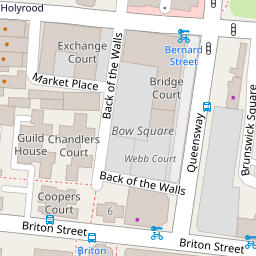 Holyrood
Exchange
Court
Back of the Walls
Bernard
Street
Market Place
Bridge
Court
Brunswick Square
Bow Square
Queensway
Guild
House
Chandlers
Court
Webb Court
Back of the Walls
Coopers
Court
6
Briton Street
Briton Street
Briton